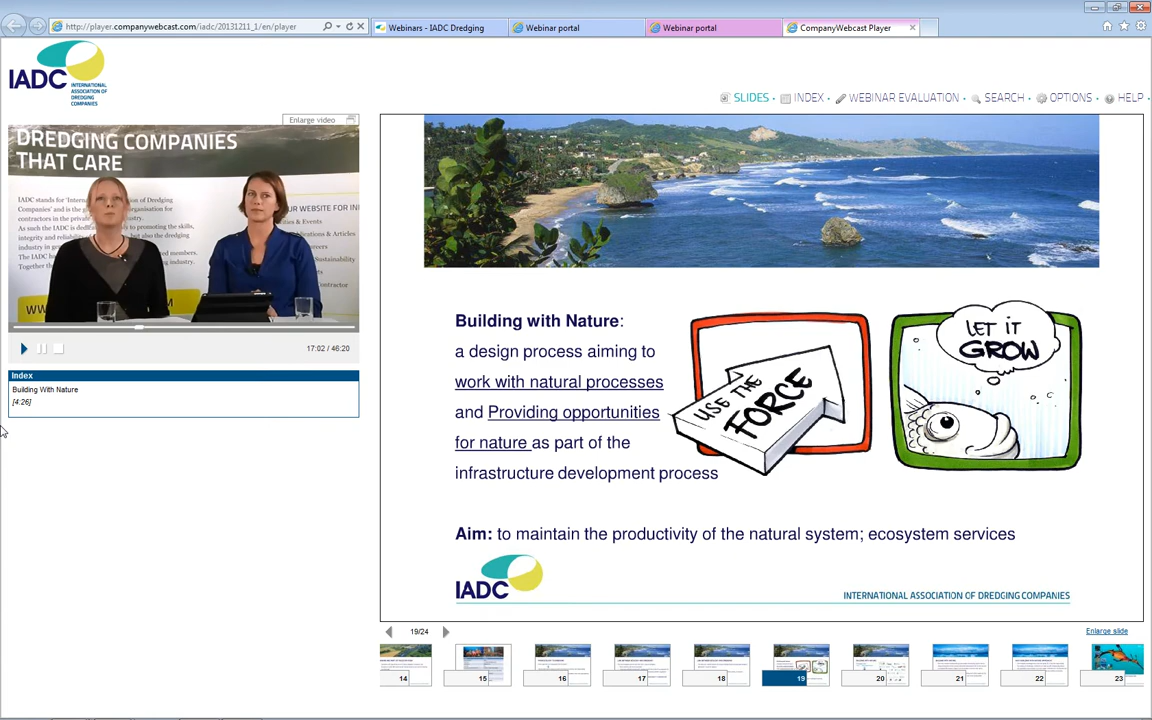 http://player.companywebcast.com/iadc/20131211_1/en/player
Webinars - IADC Dredging
Webinar portal
Webinar portal
CompanyWebcast Player
IADC
INTERNATIONAL
ASSOCIATION OF
DREDGING
COMPANIES
SLIDES
INDEX
WEBINAR EVALUATION
SEARCH
OPTIONS
HELP
Enlarge video
DREDGING COMPANIES
THAT CARE
17:02 / 46:20
Index
Building With Nature
[4:26]
Building with Nature:
a design process aiming to
work with natural processes
and Providing opportunities
for nature as part of the
infrastructure development process
USE THE
FORCE
LET IT
GROW
Aim: to maintain the productivity of the natural system; ecosystem services
IADC
INTERNATIONAL ASSOCIATION OF DREDGING COMPANIES
19/24
Enlarge slide
14
15
16
17
18
19
20
21
22
23